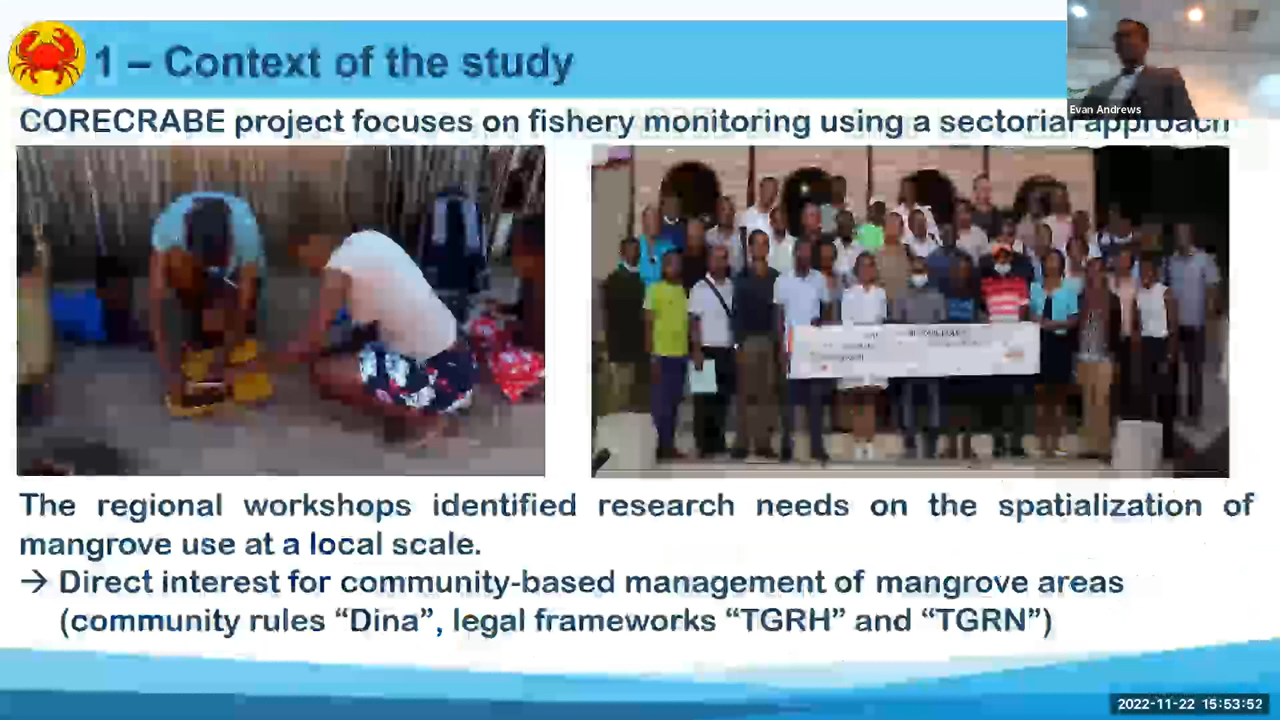 1 – Context of the study
Evan Andrews
CORECRABE project focuses on fishery monitoring using a sectorial approach
The regional workshops identified research needs on the spatialization of
mangrove use at a local scale.
→ Direct interest for community-based management of mangrove areas
(community rules “Dina”, legal frameworks “TGRH” and “TGRN”)
2022-11-22 15:53:52